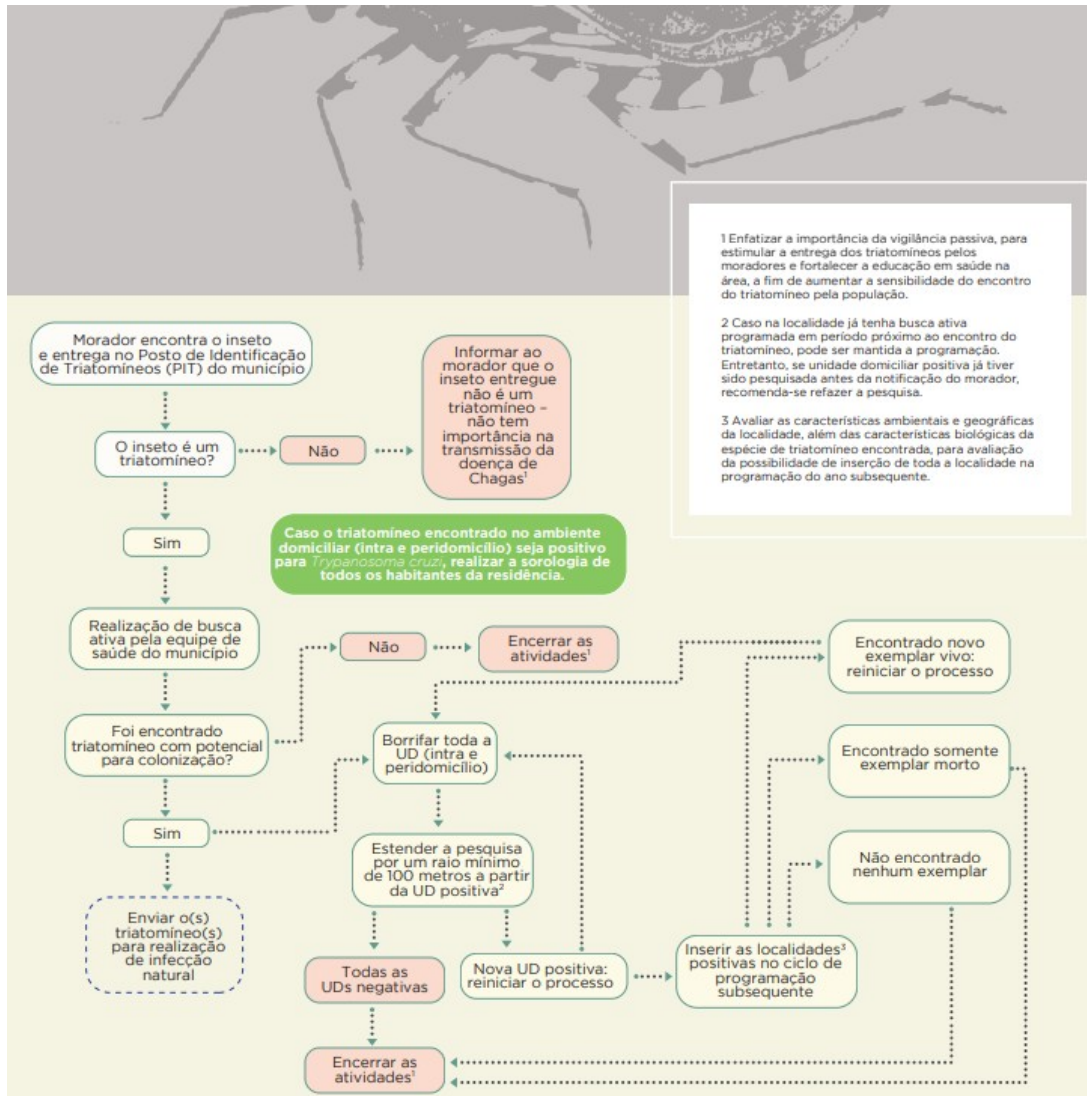 1 Enfatizar a importância da vigilância passiva, para
estimular a entrega dos triatomíneos pelos
moradores e fortalecer a educação em saúde na
área, a fim de aumentar a sensibilidade do encontro
do triatomíneo pela população.
2 Caso na localidade já tenha busca ativa
programada em período próximo ao encontro do
triatomíneo, pode ser mantida a programação.
Entretanto, se unidade domiciliar positiva já tiver
sido pesquisada antes da notificação do morador,
recomenda-se refazer a pesquisa.
3 Avaliar as características ambientais e geográficas
da localidade, além das características biológicas da
espécie de triatomíneo encontrada, para avaliação
da possibilidade de inserção de toda a localidade na
programação do ano subsequente.
Morador encontra o inseto
e entrega no Posto de Identificação
de Triatomíneos (PIT) do município
O inseto é um
triatomíneo?
Não
Informar ao
morador que o
inseto entregue
não é um
triatomíneo –
não tem
importância na
transmissão da
doença de
Chagas¹
Sim
Caso o triatomíneo encontrado no ambiente
domiciliar (intra e peridomicílio) seja positivo
para Trypanosoma cruzi, realizar a sorologia de
todos os habitantes da residência.
Realização de busca
ativa pela equipe de
saúde do município
Não
Encerrar as
atividades¹
Encontrado novo
exemplar vivo:
reiniciar o processo
Foi encontrado
triatomíneo com potencial
para colonização?
Borrifar toda a
UD (intra e
peridomicílio)
Encontrado somente
exemplar morto
Sim
Estender a pesquisa
por um raio mínimo
de 100 metros a partir
da UD positiva²
Não encontrado
nenhum exemplar
Enviar o(s)
triatomíneo(s)
para realização
de infecção
natural
Todas as
UDs negativas
Nova UD positiva:
reiniciar o processo
Inserir as localidades³
positivas no ciclo de
programação
subsequente
Encerrar as
atividades¹